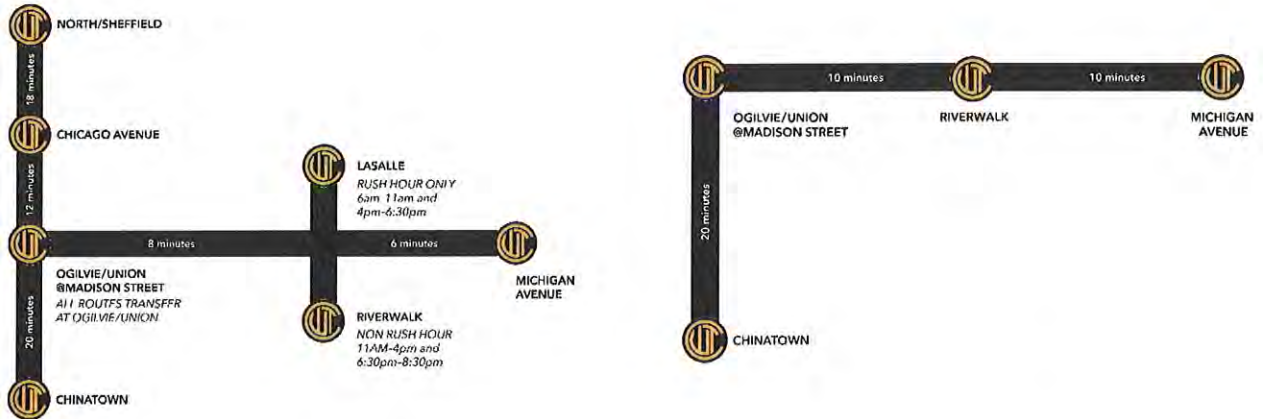 NORTH/SHEFFIELD
18 minutes
CHICAGO AVENUE
12 minutes
LASALLE
RUSH HOUR ONLY
6am 11am and
4pm-6:30pm
8 minutes
6 minutes
OGILVIE/UNION
@MADISON STREET
ALL ROUTES TRANSFER
AT OGILVIE/UNION
MICHIGAN
AVENUE
20 minutes
RIVERWALK
NON RUSH HOUR
11AM-4pm and
6:30pm-8:30pm
CHINATOWN
10 minutes
10 minutes
OGILVIE/UNION
@MADISON STREET
RIVERWALK
MICHIGAN
AVENUE
20 minutes
CHINATOWN